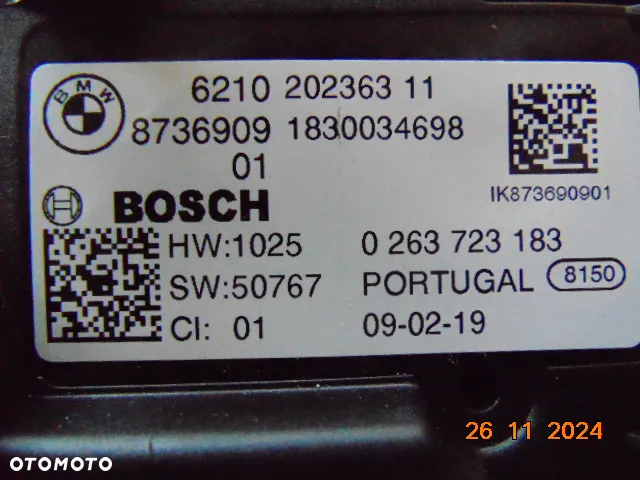 BMW
6210 202363 11
8736909 1830034698
01
IK873690901
BOSCH
HW:1025 0 263 723 183
SW:50767 PORTUGAL 8150
CI: 01 09-02-19
26 11 2024
OTOMOTO